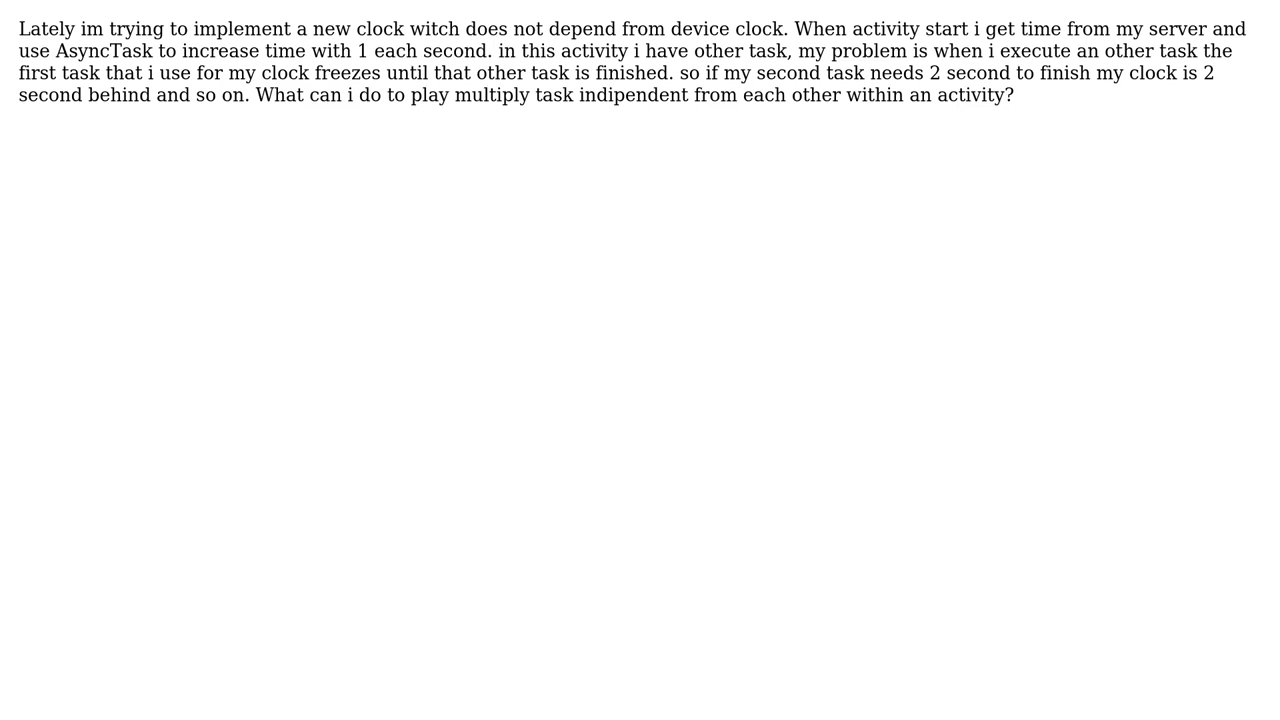 Lately im trying to implement a new clock witch does not depend from device clock. When activity start i get time from my server and
use AsyncTask to increase time with 1 each second. in this activity i have other task, my problem is when i execute an other task the
first task that i use for my clock freezes until that other task is finished. so if my second task needs 2 second to finish my clock is 2
second behind and so on. What can i do to play multiply task indipendent from each other within an activity?